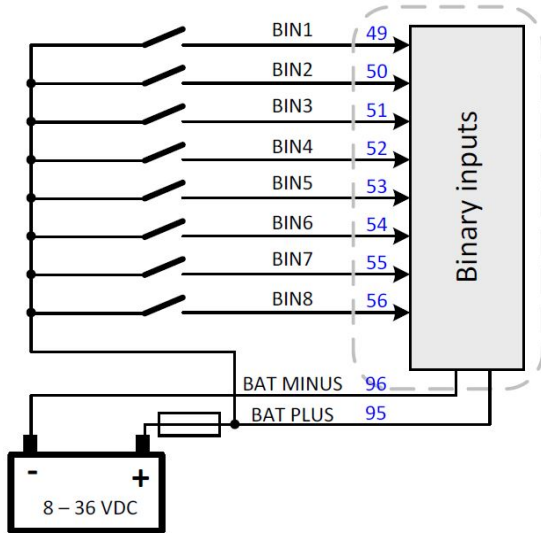 BIN1 49
BIN2 50
BIN3 51
BIN4 52
BIN5 53
BIN6 54
BIN7 55
BIN8 56
Binary inputs
BAT MINUS 96
BAT PLUS 95
- +
8 – 36 VDC